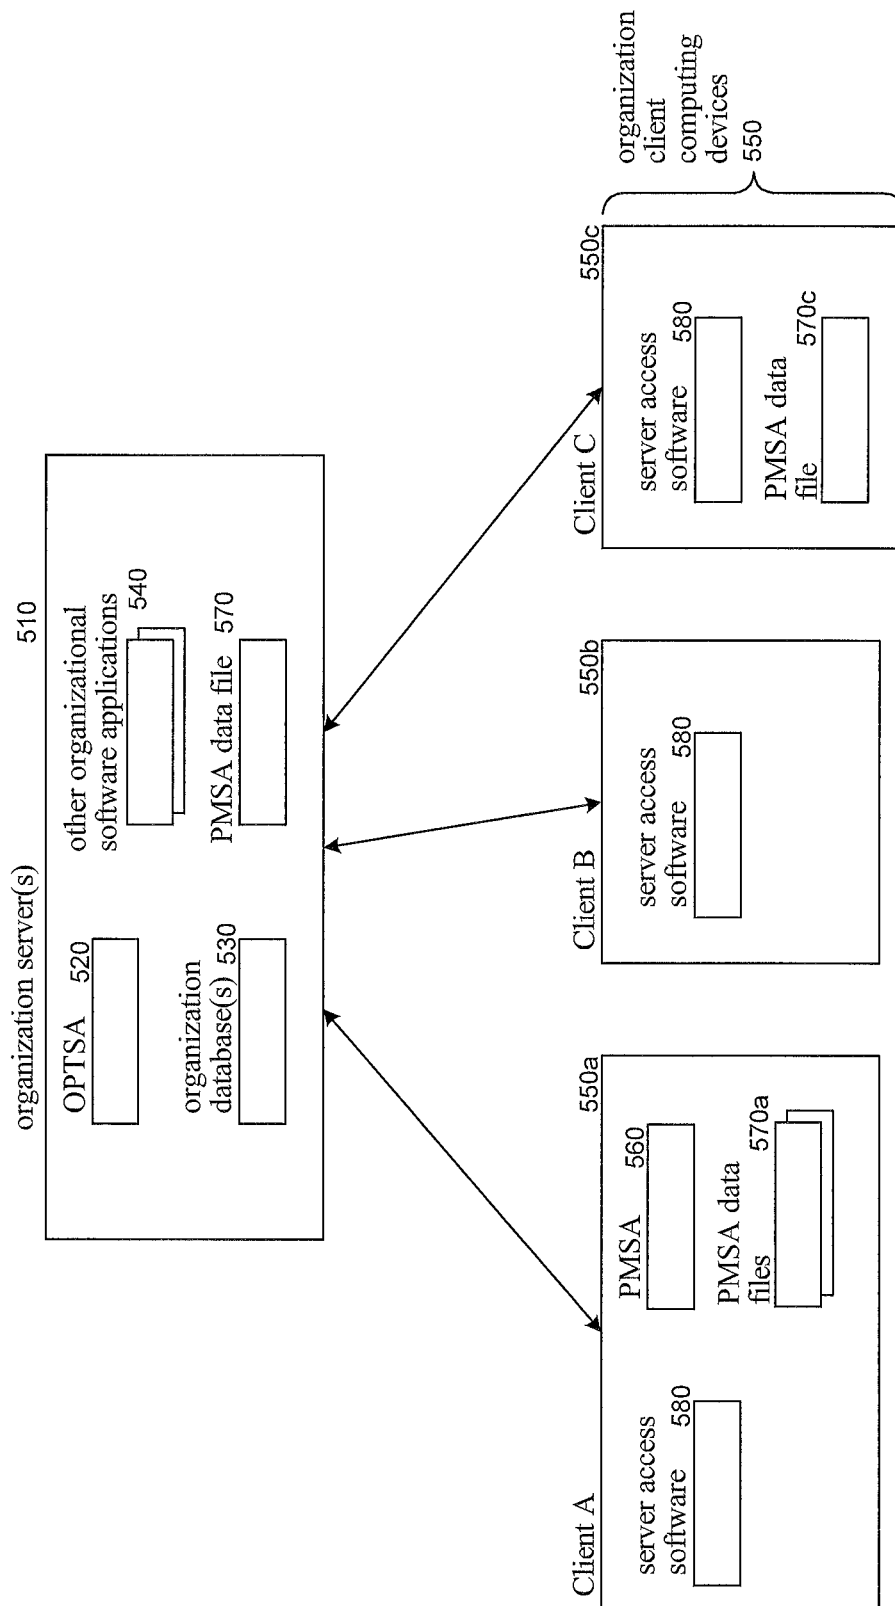 organization server(s)
510
OPTSA
520
other organizational
software applications
540
organization
database(s) 530
PMSA data file
570
Client A
550a
server access
software
580
PMSA
560
PMSA data
files
570a
Client B
550b
server access
software
580
Client C
550c
server access
software
580
PMSA data
file
570c
organization
client
computing
devices
550